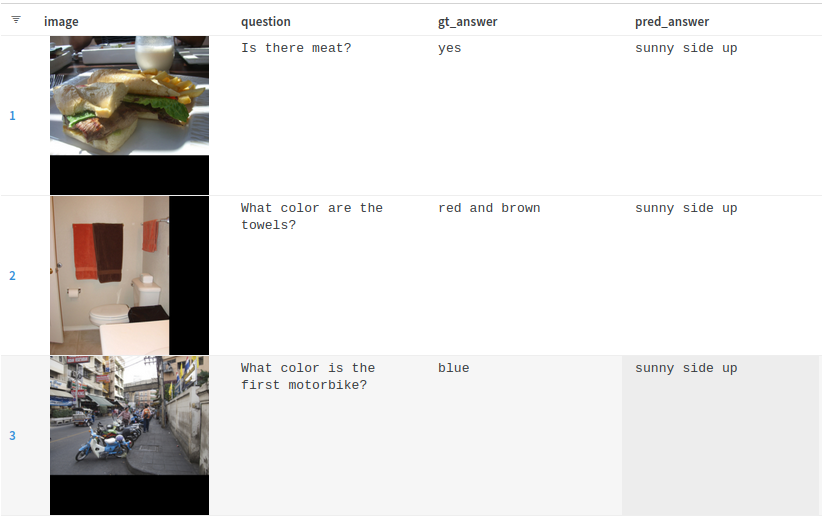 image question gt_answer pred_answer
1 Is there meat? yes sunny side up
2 What color are the red and brown sunny side up
towels?
3 What color is the blue sunny side up
first motorbike?